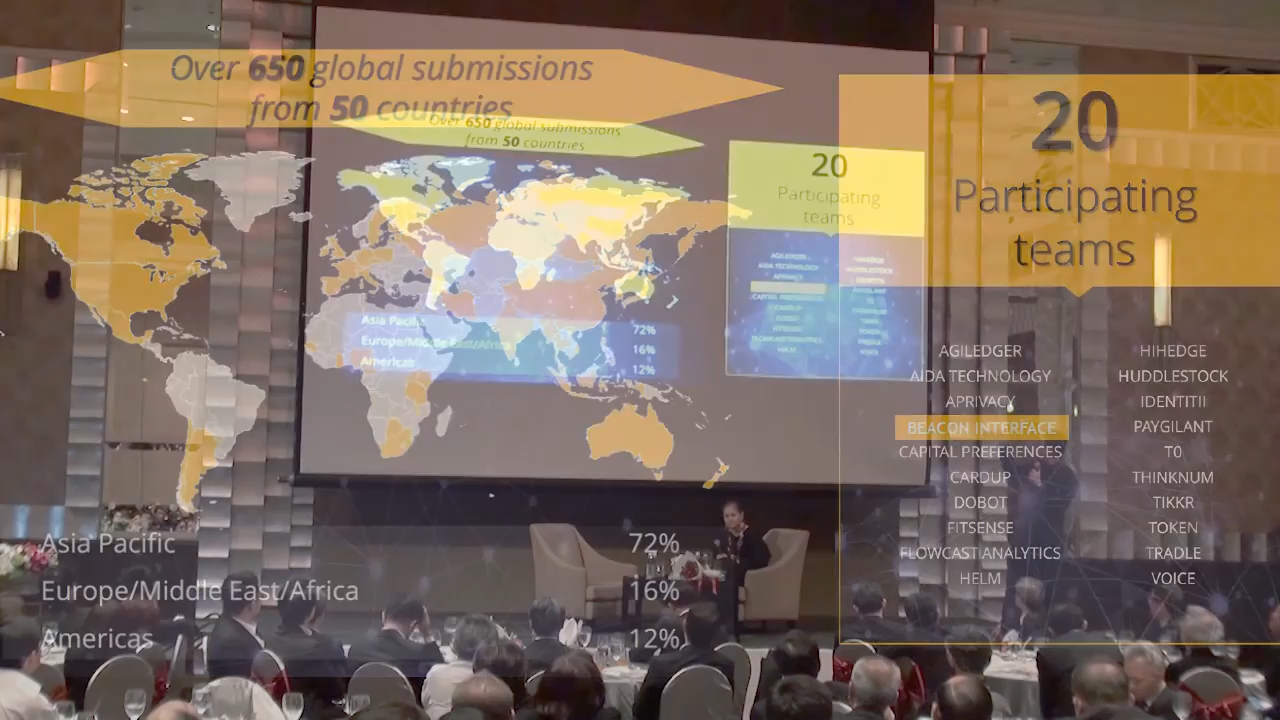 Over 650 global submissions
from 50 countries
Over 650 global submissions
from 50 countries
20
Participating
teams
20
Participating
teams
Asia Pacific
72%
Europe/Middle East/Africa
16%
Americas
12%
AGILEDGER
AIDA TECHNOLOGY
APRIVACY
BEACON INTERFACE
CAPITAL PREFERENCES
CARDUP
DOBOT
FITSENSE
FLOWCAST ANALYTICS
HELM
HIHEDGE
HUDDLESTOCK
IDENTITII
PAYGILANT
T0
THINKNUM
TIKKR
TOKEN
TRADLE
VOICE
Asia Pacific 72%
Europe/Middle East/Africa 16%
Americas 12%